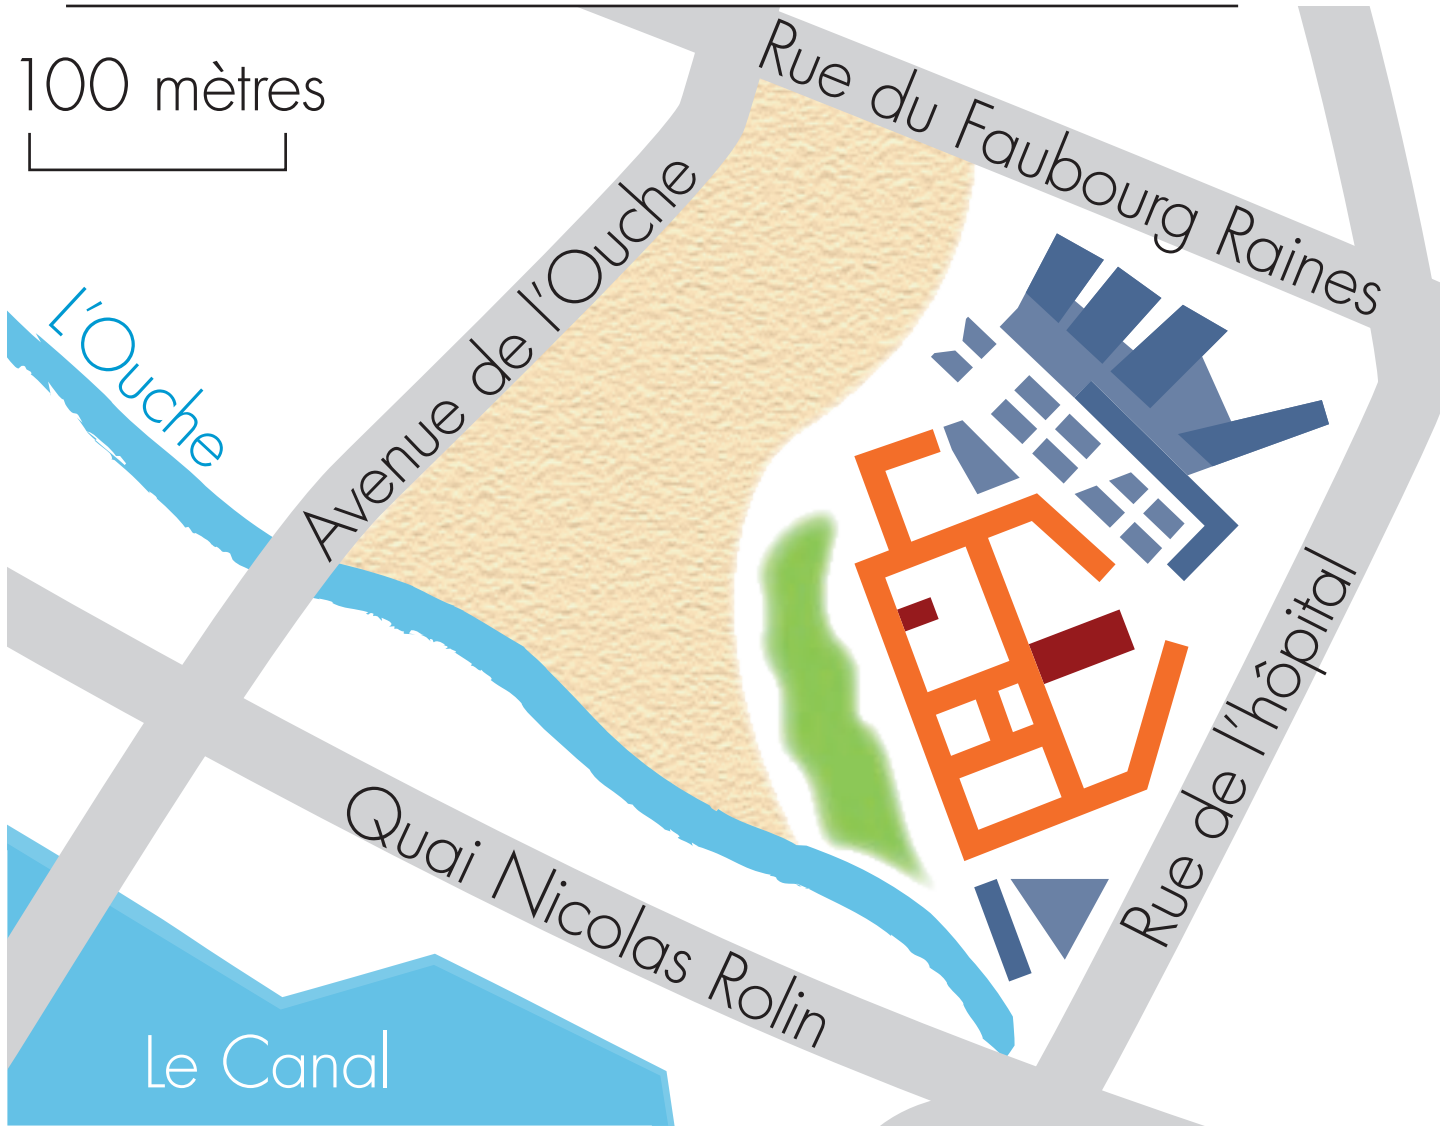 100 mètres
Rue du Faubourg Raines
Avenue de l'Ouche
L'Ouche
Rue de l'hôpital
Quai Nicolas Rolin
Le Canal